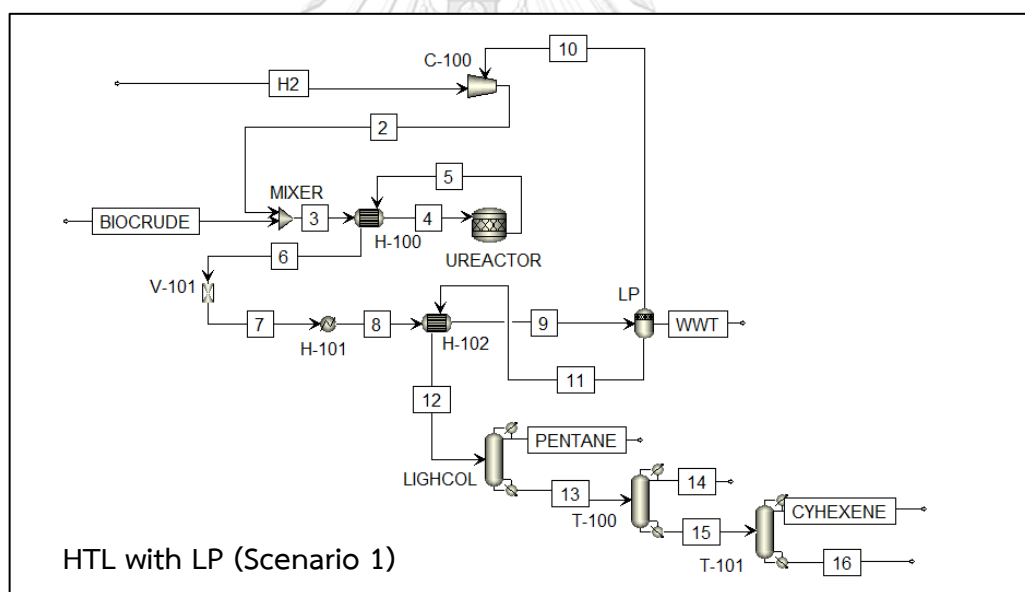 10
C-100
H2
2
MIXER
5
3
4
BIOCRUDE
H-100
UREACTOR
6
V-101
LP
7
8
9
WWT
H-101
H-102
11
12
PENTANE
LIGHCOL
13
14
T-100
CYHEXENE
15
T-101
16
HTL with LP (Scenario 1)